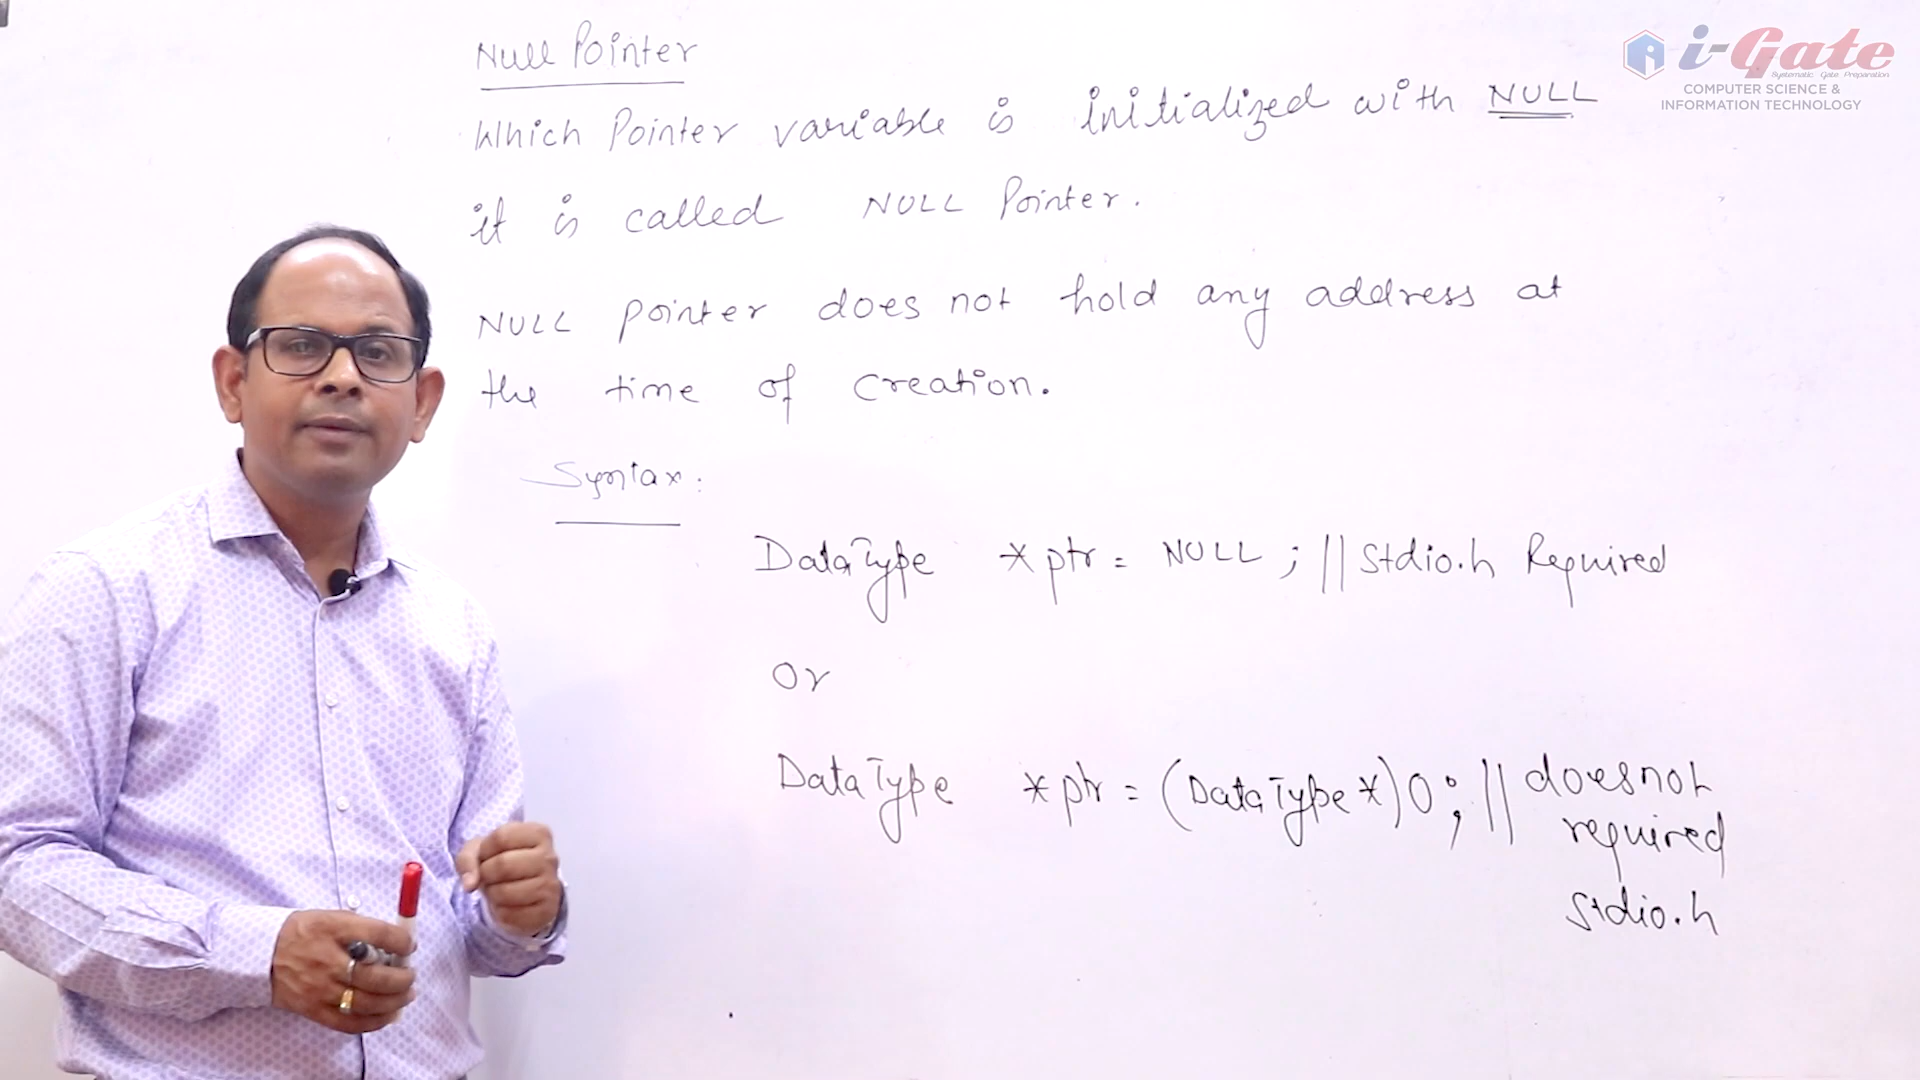 Null Pointer
Which Pointer variable is initialized with NULL
it is called NULL Pointer.
NULL pointer does not hold any address at
the time of creation.
Syntax:
DataType *ptr = NULL; // Stdio.h Required
Or
DataType *ptr = (DataType*)0; // does not
required
Stdio.h
i-Gate
Systematic Gate Preparation
COMPUTER SCIENCE &
INFORMATION TECHNOLOGY